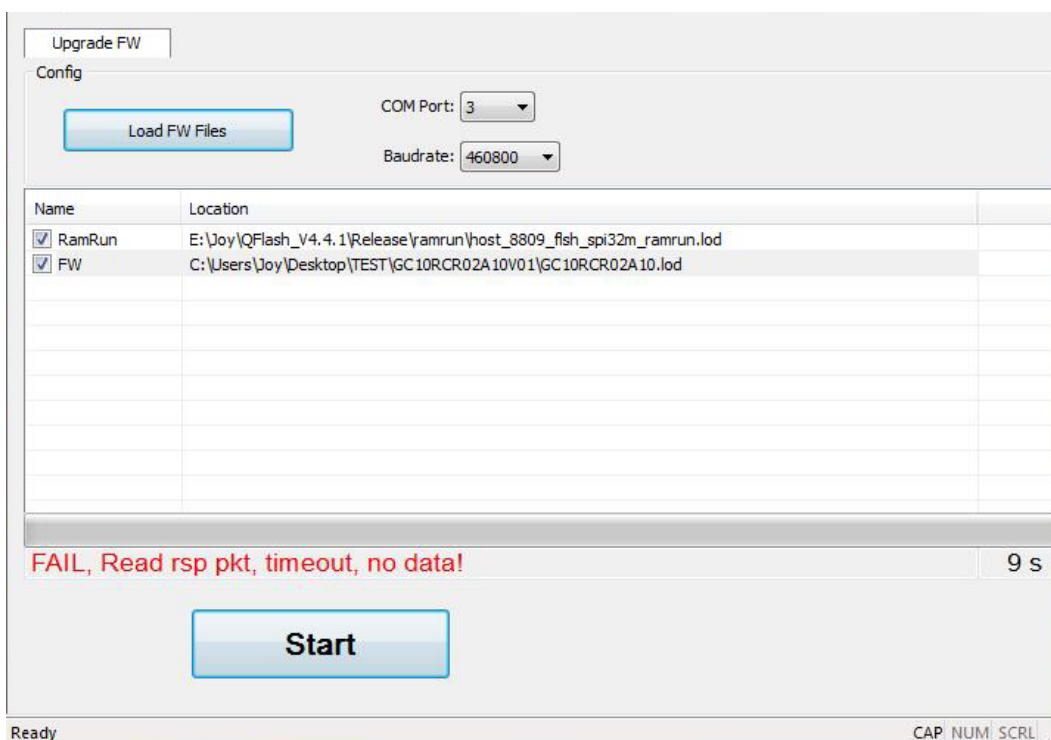 Upgrade FW
Config
Load FW Files
COM Port: 3
Baudrate: 460800
Name Location
RamRun E:\Joy\QFlash_V4.4.1\Release\ramrun\host_8809_flsh_spi32m_ramrun.lod
FW C:\Users\Joy\Desktop\TEST\GC10RCR02A10V01\GC10RCR02A10.lod
FAIL, Read rsp pkt, timeout, no data! 9 s
Start
Ready CAP NUM SCRL